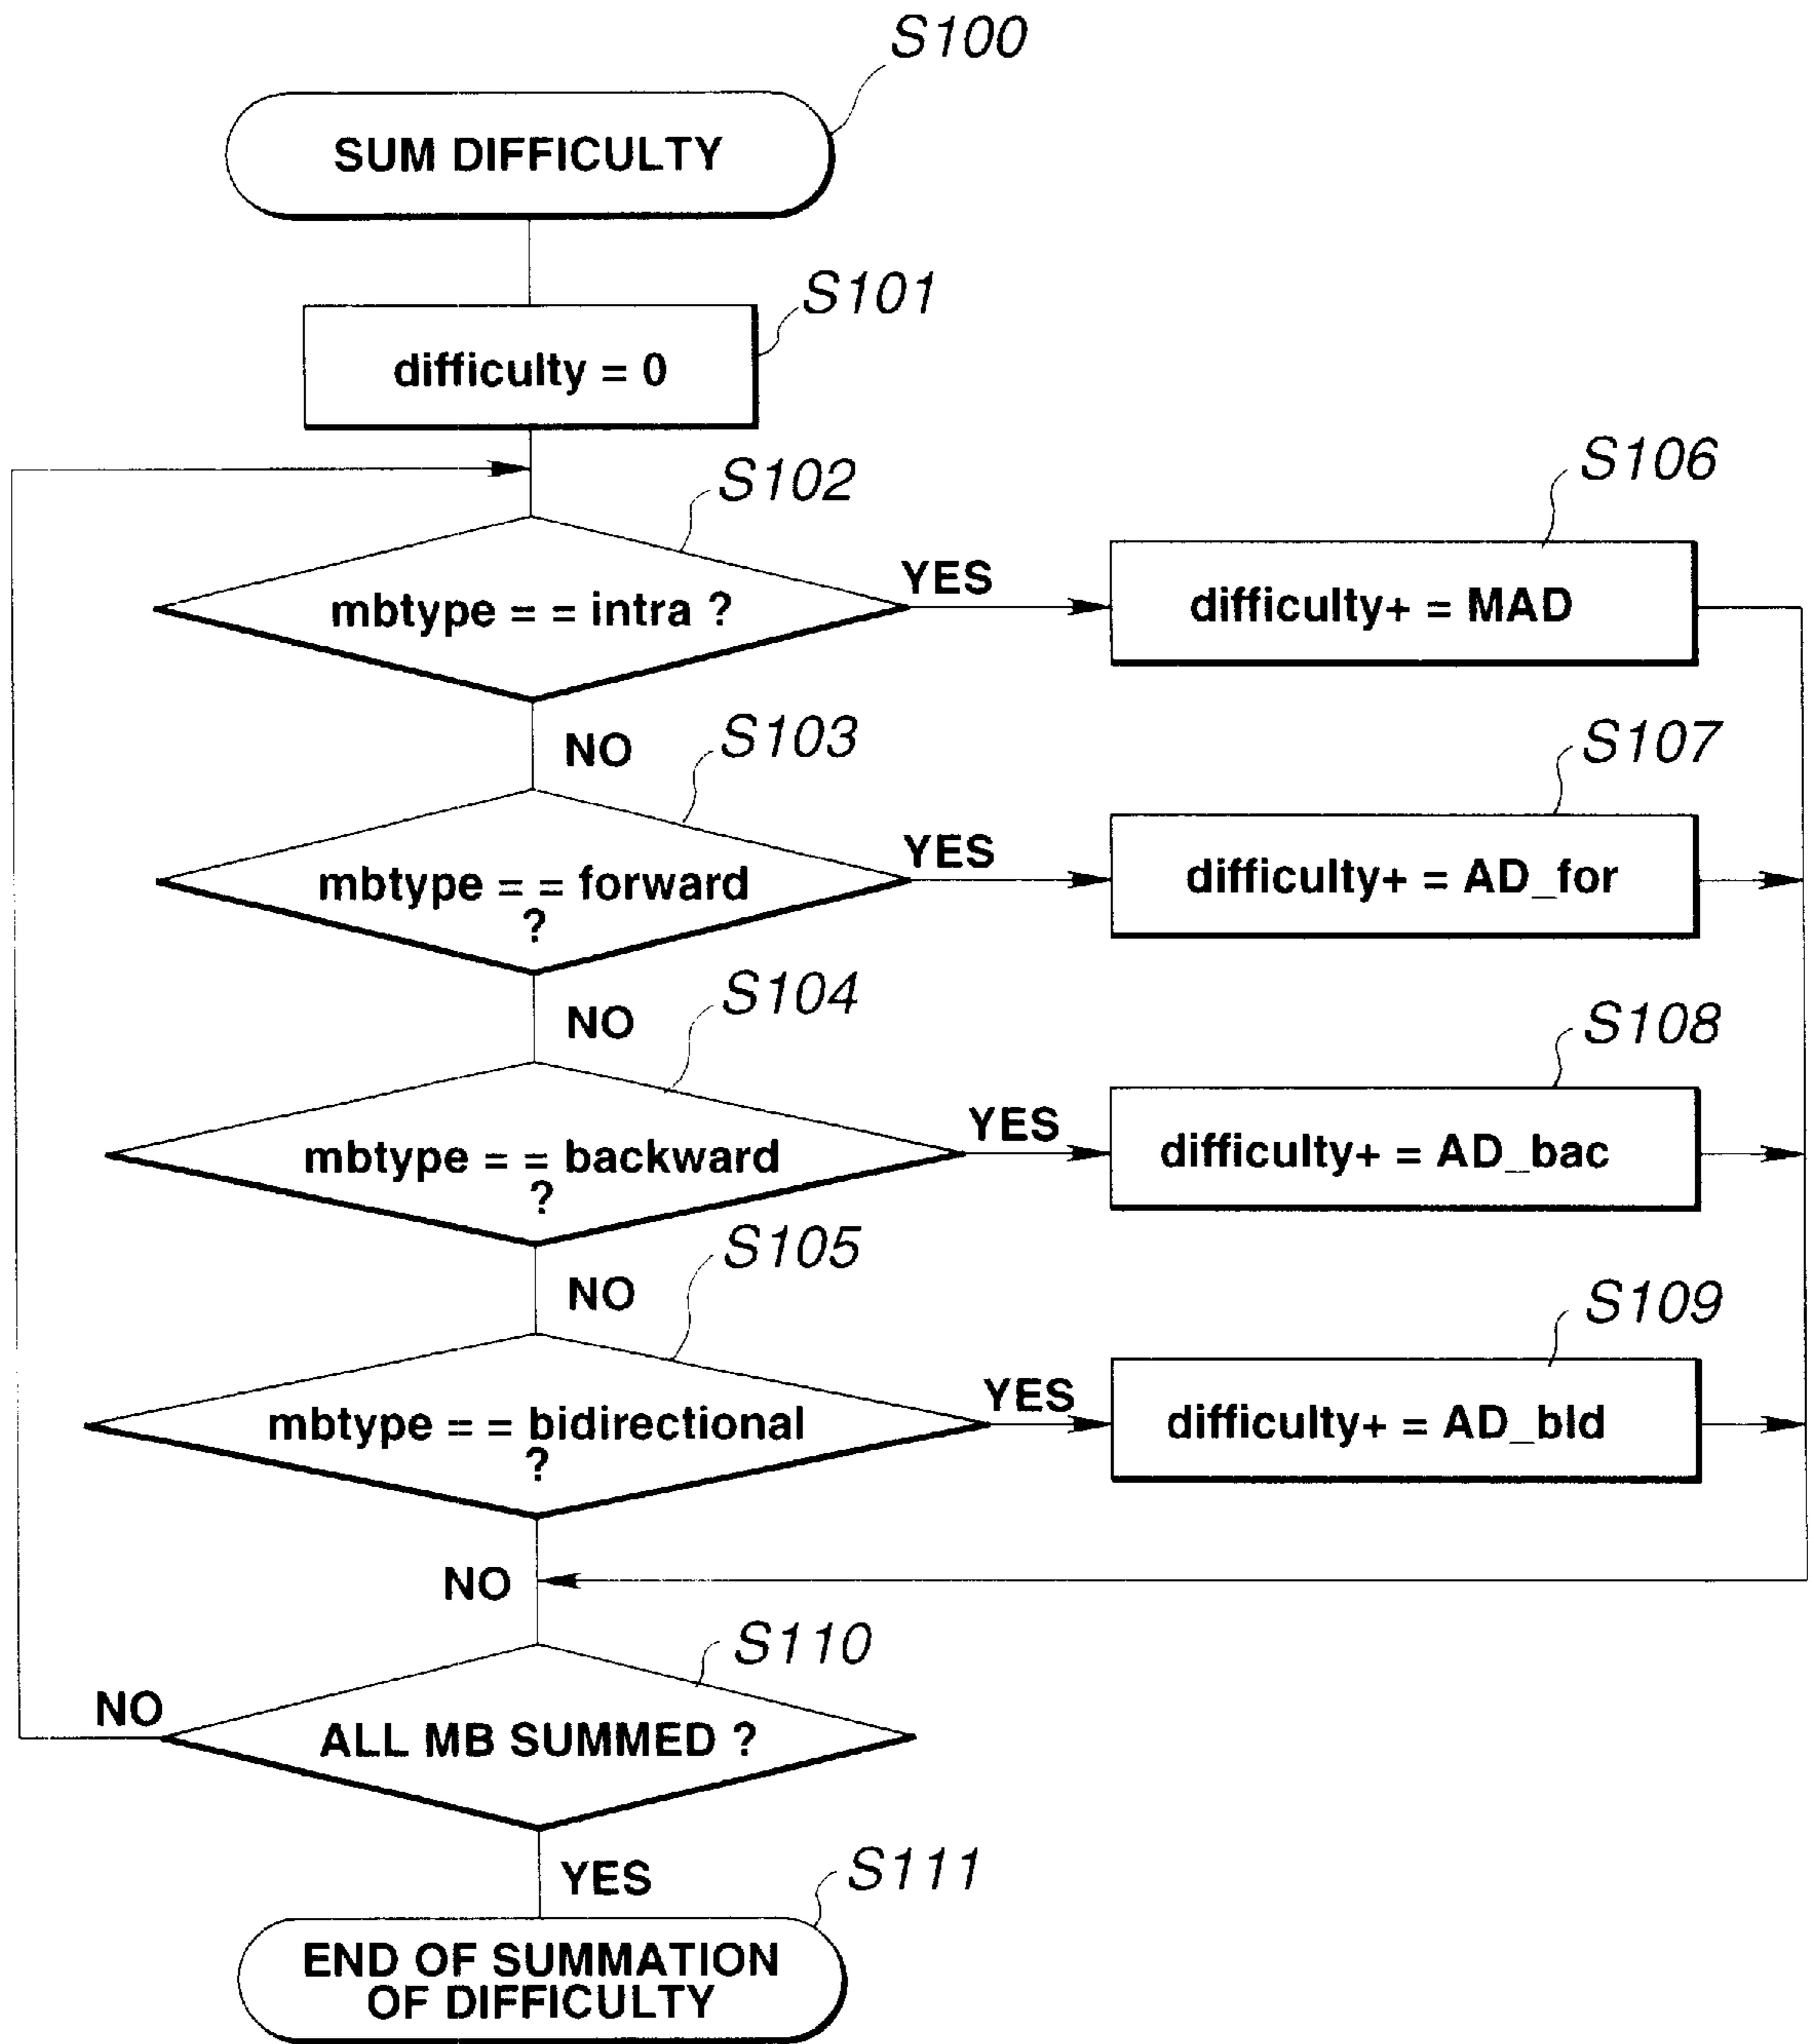 S100
SUM DIFFICULTY
S101
difficulty = 0
S102
mbtype = = intra ?
YES
S106
difficulty+ = MAD
NO
S103
mbtype = = forward
?
YES
S107
difficulty+ = AD_for
NO
S104
mbtype = = backward
?
YES
S108
difficulty+ = AD_bac
NO
S105
mbtype = = bidirectional
?
YES
S109
difficulty+ = AD_bld
NO
S110
ALL MB SUMMED ?
NO
YES
S111
END OF SUMMATION
OF DIFFICULTY